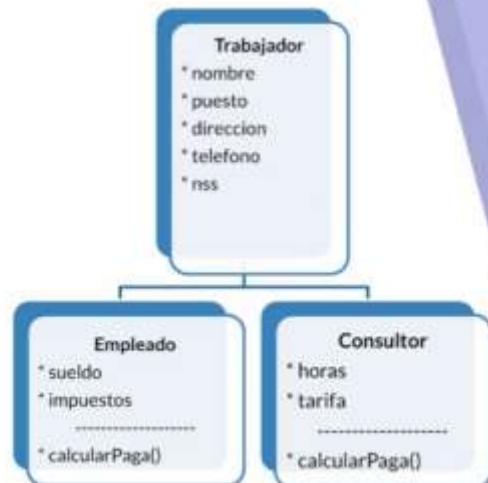 Trabajador
* nombre
* puesto
* direccion
* telefono
* nss
Empleado
* sueldo
* impuestos
-------------------
* calcularPaga()
Consultor
* horas
* tarifa
--------------------
* calcularPaga()